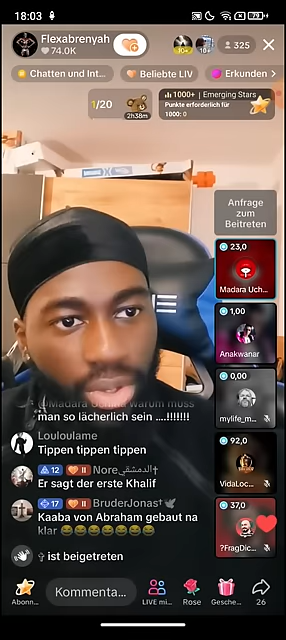 18:03
79
Flexabrenyah
74.0K
325
Chatten und Int...
Beliebte LIV
Erkunden
1/20
2h38m
1000+ | Emerging Stars
Punkte erforderlich für
1000: 0
Anfrage
zum
Beitreten
23,0
Madara Uch...
1,00
Anakwanar
0,00
mylife_m...
92,0
VidaLoc...
37,0
?FragDic...
man so lächerlich sein ....!!!!!!!
Louloulame
Tippen tippen tippen
12 II Nore الدمشقي†
Er sagt der erste Khalif
17 II BruderJonas†🕊
Kaaba von Abraham gebaut na
klar 😂😂😂😂😂😂😂
ist beigetreten
Abonn...
Kommenta...
LIVE mi...
Rose
Gesche...
26